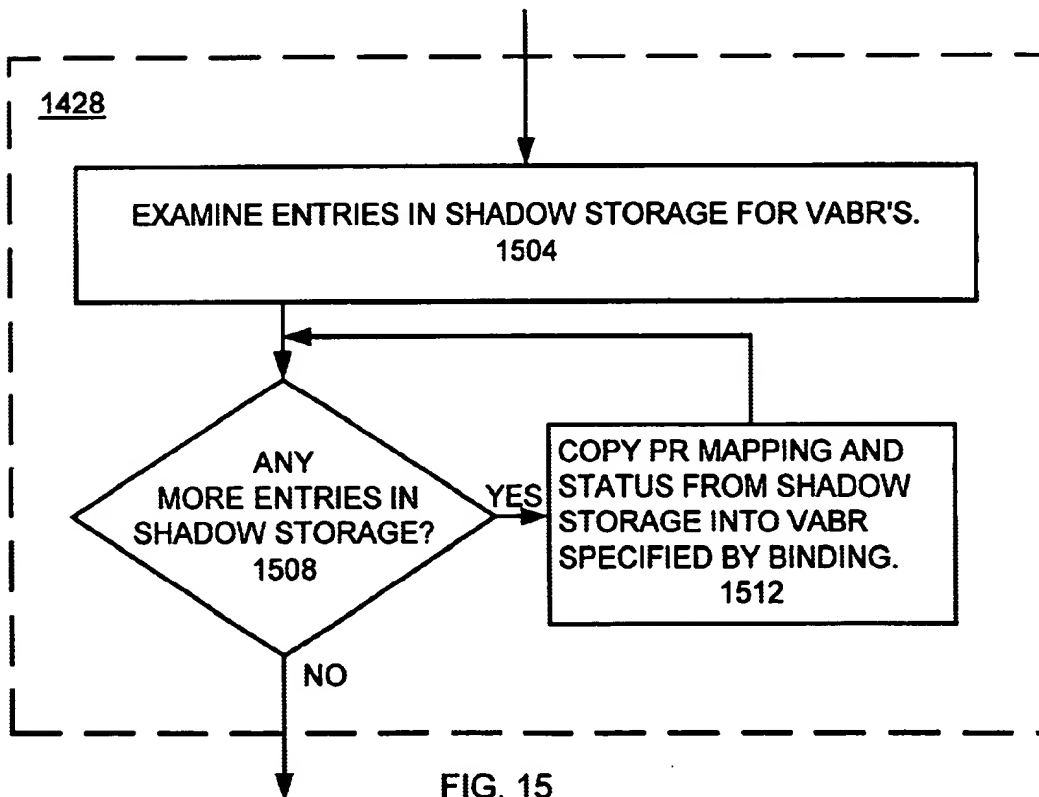 1428
EXAMINE ENTRIES IN SHADOW STORAGE FOR VABR'S.
1504
ANY
MORE ENTRIES IN
SHADOW STORAGE?
1508
YES
COPY PR MAPPING AND
STATUS FROM SHADOW
STORAGE INTO VABR
SPECIFIED BY BINDING.
1512
NO
FIG. 15